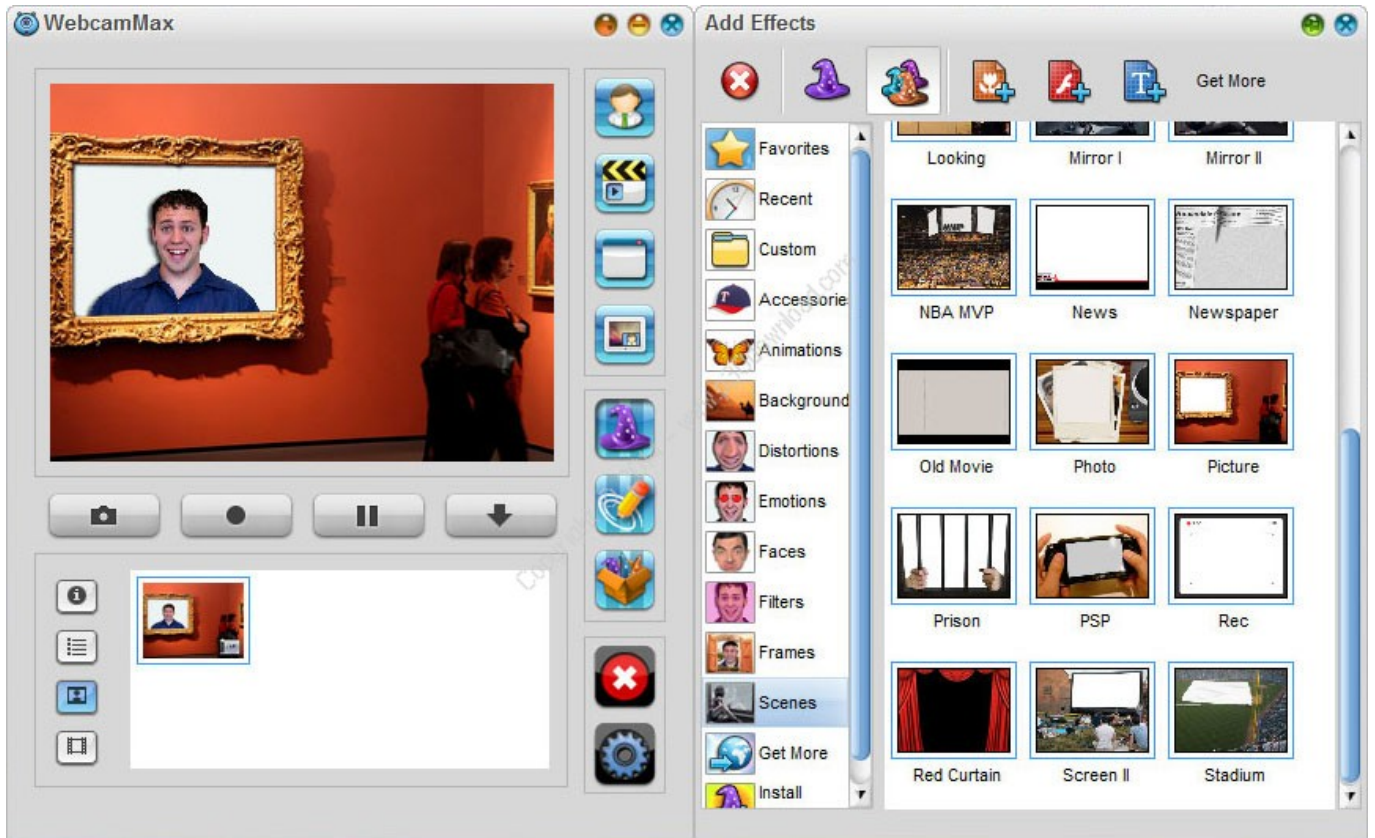 WebcamMax
Add Effects
Get More
Favorites
Recent
Custom
Accessorie
Animations
Background
Distortions
Emotions
Faces
Filters
Frames
Scenes
Get More
Install
Looking
Mirror I
Mirror II
NBA MVP
News
Newspaper
Old Movie
Photo
Picture
Prison
PSP
Rec
Red Curtain
Screen II
Stadium